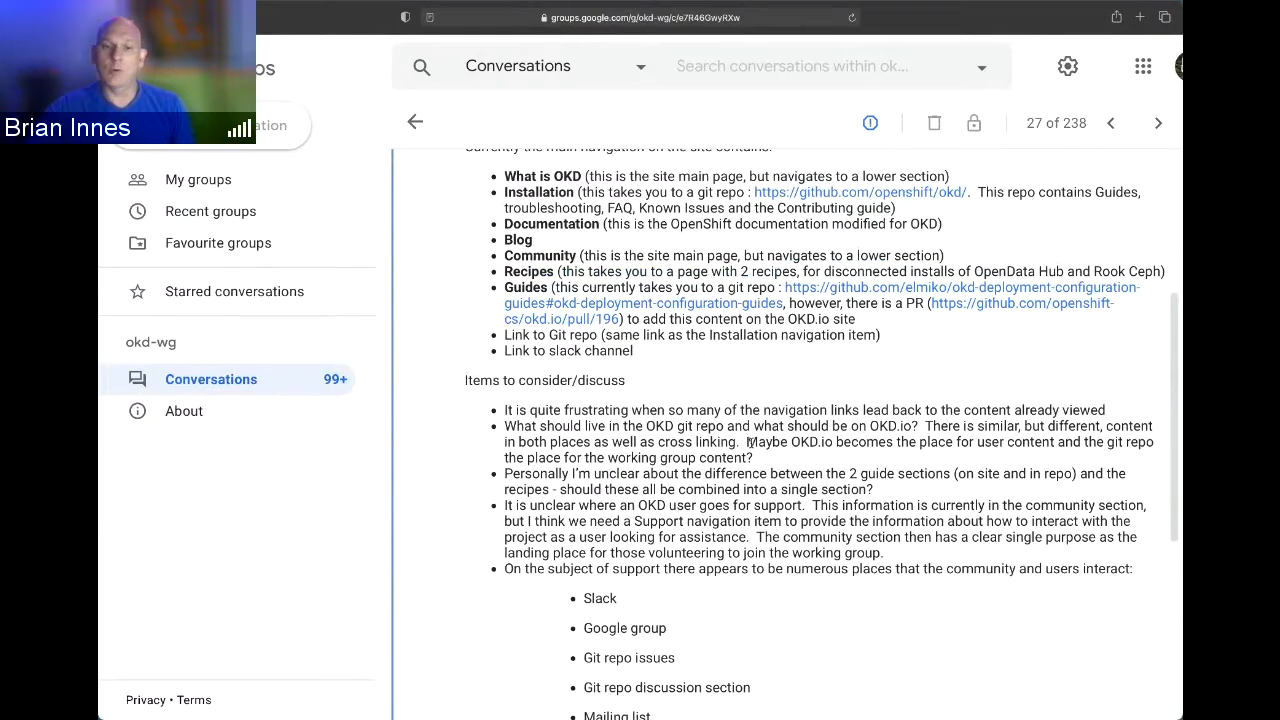 groups.google.com/g/okd-wg/c/e7R46GwyRXw
Brian Innes
Conversations
Search conversations within ok...
27 of 238
My groups
Recent groups
Favourite groups
Starred conversations
okd-wg
Conversations 99+
About
Privacy • Terms
Currently the main navigation on the site contains:
• What is OKD (this is the site main page, but navigates to a lower section)
• Installation (this takes you to a git repo : https://github.com/openshift/okd/. This repo contains Guides,
troubleshooting, FAQ, Known Issues and the Contributing guide)
• Documentation (this is the OpenShift documentation modified for OKD)
• Blog
• Community (this is the site main page, but navigates to a lower section)
• Recipes (this takes you to a page with 2 recipes, for disconnected installs of OpenData Hub and Rook Ceph)
• Guides (this currently takes you to a git repo : https://github.com/elmiko/okd-deployment-configuration-
guides#okd-deployment-configuration-guides, however, there is a PR (https://github.com/openshift-
cs/okd.io/pull/196) to add this content on the OKD.io site
• Link to Git repo (same link as the Installation navigation item)
• Link to slack channel
Items to consider/discuss
• It is quite frustrating when so many of the navigation links lead back to the content already viewed
• What should live in the OKD git repo and what should be on OKD.io? There is similar, but different, content
in both places as well as cross linking. Maybe OKD.io becomes the place for user content and the git repo
the place for the working group content?
• Personally I'm unclear about the difference between the 2 guide sections (on site and in repo) and the
recipes - should these all be combined into a single section?
• It is unclear where an OKD user goes for support. This information is currently in the community section,
but I think we need a Support navigation item to provide the information about how to interact with the
project as a user looking for assistance. The community section then has a clear single purpose as the
landing place for those volunteering to join the working group.
• On the subject of support there appears to be numerous places that the community and users interact:
• Slack
• Google group
• Git repo issues
• Git repo discussion section
• Mailing list